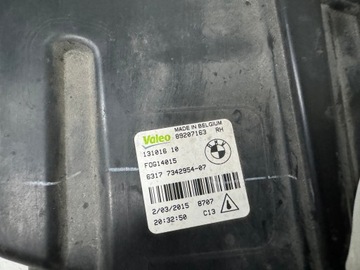 Valeo MADE IN BELGIUM
89207163 RH
131016 10
FOG14015
6317 7342954-07
2/03/2015 8707
20:32:50 C13